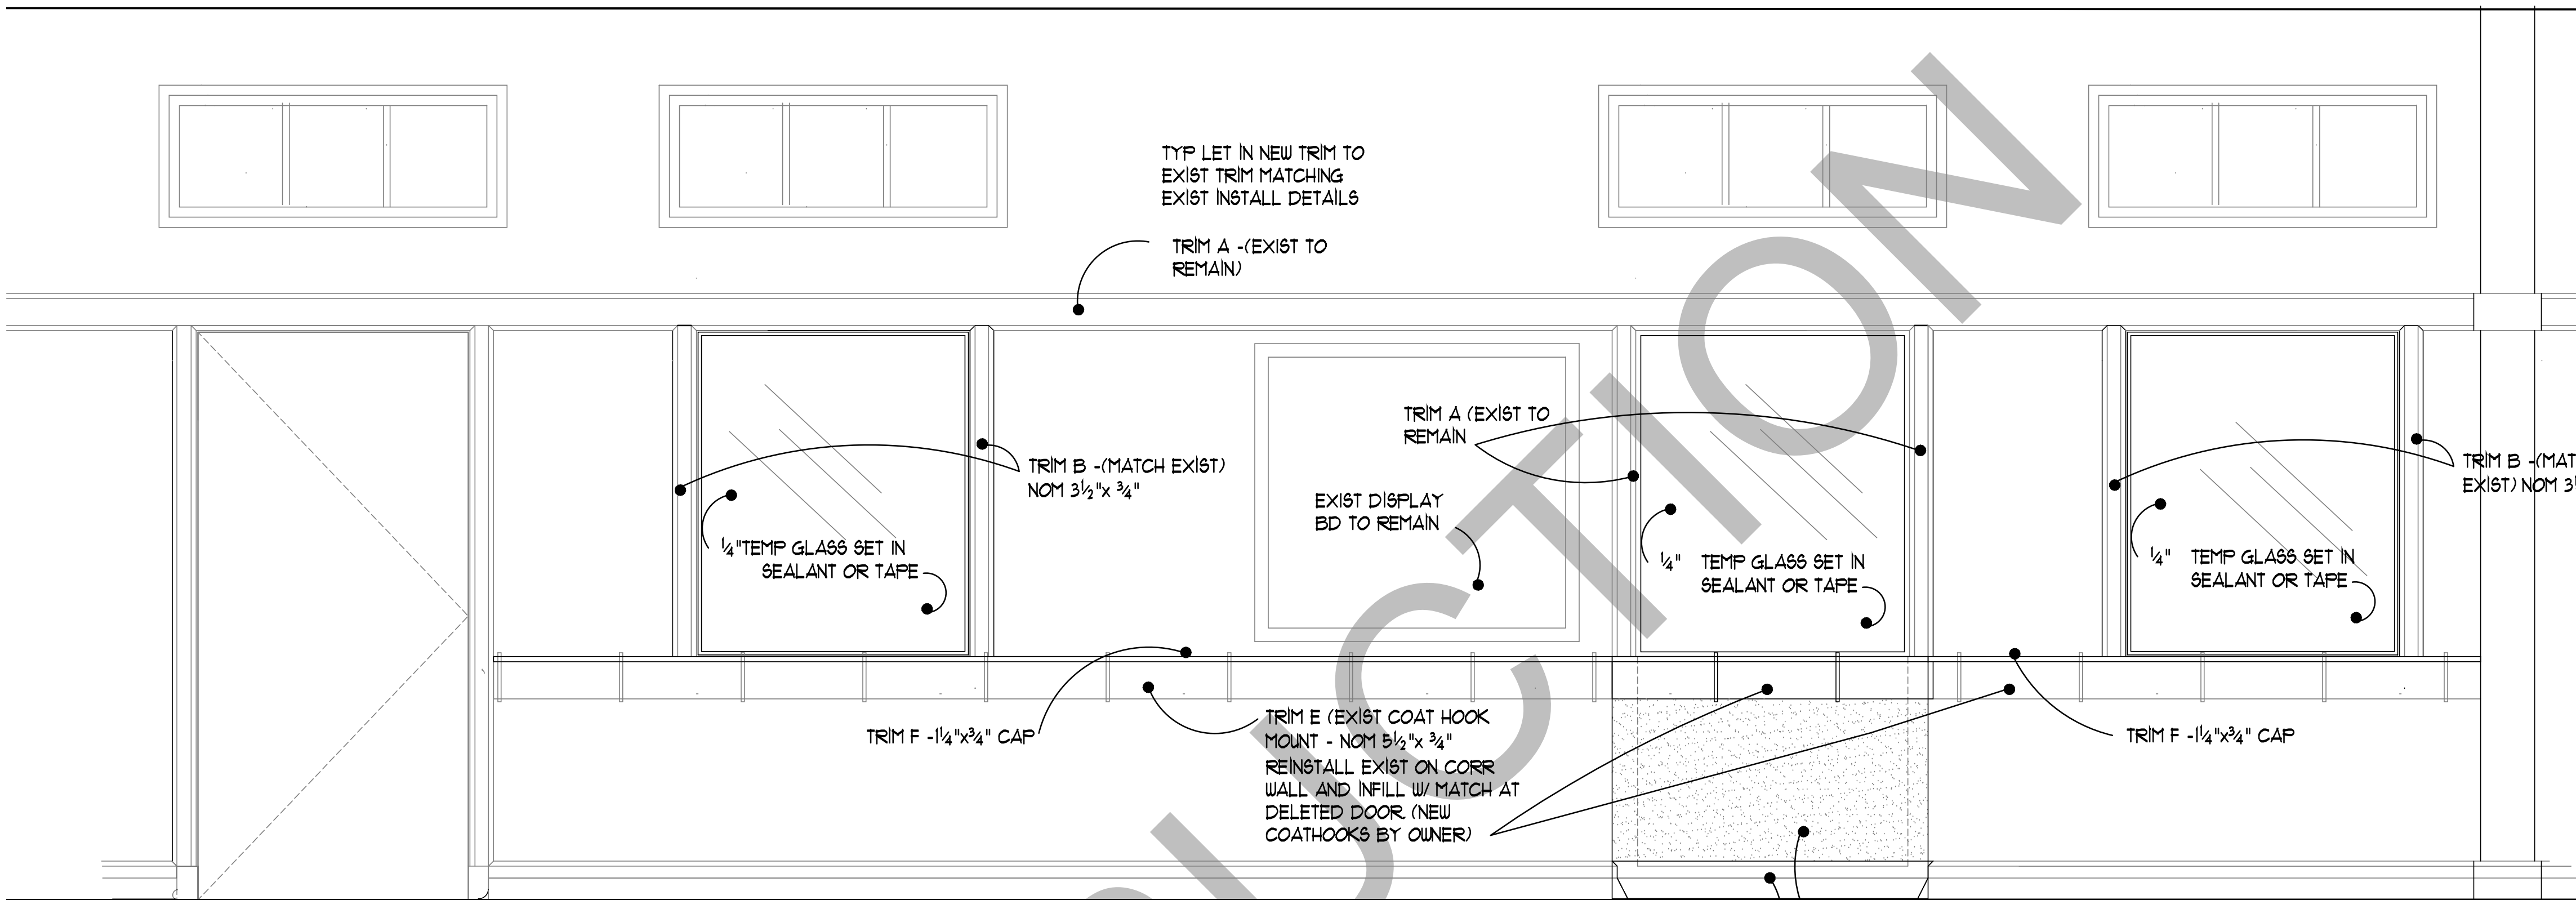 TYP LET IN NEW TRIM TO
EXIST TRIM MATCHING
EXIST INSTALL DETAILS
TRIM A -(EXIST TO
REMAIN)
TRIM B -(MATCH EXIST)
NOM 3½"x ¾"
¼"TEMP GLASS SET IN
SEALANT OR TAPE
TRIM A (EXIST TO
REMAIN
EXIST DISPLAY
BD TO REMAIN
¼" TEMP GLASS SET IN
SEALANT OR TAPE
¼" TEMP GLASS SET IN
SEALANT OR TAPE
TRIM B -(MAT
EXIST) NOM 3
TRIM F -1¼"x¾" CAP
TRIM E (EXIST COAT HOOK
MOUNT - NOM 5½"x ¾"
REINSTALL EXIST ON CORR
WALL AND INFILL W/ MATCH AT
DELETED DOOR (NEW
COATHOOKS BY OWNER)
TRIM F -1¼"x¾" CAP
UCTION